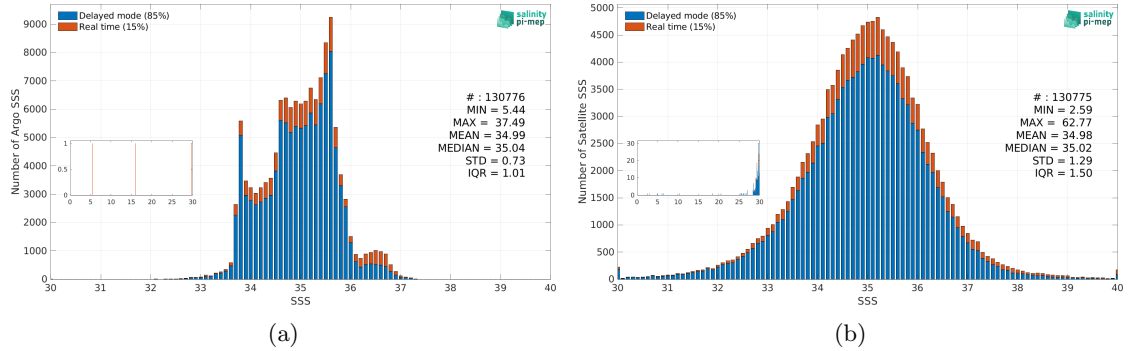 Delayed mode (85%)
Real time (15%)
salinity
pi-mep
Number of Argo SSS
9000
8000
7000
6000
5000
4000
3000
2000
1000
0
# : 130776
MIN = 5.44
MAX = 37.49
MEAN = 34.99
MEDIAN = 35.04
STD = 0.73
IQR = 1.01
1
0.5
0
0 5 10 15 20 25 30
30 31 32 33 34 35 36 37 38 39 40
SSS
(a)
Delayed mode (85%)
Real time (15%)
salinity
pi-mep
Number of Satellite SSS
5000
4500
4000
3500
3000
2500
2000
1500
1000
500
0
# : 130775
MIN = 2.59
MAX = 62.77
MEAN = 34.98
MEDIAN = 35.02
STD = 1.29
IQR = 1.50
30
20
10
0
0 5 10 15 20 25 30
30 31 32 33 34 35 36 37 38 39 40
SSS
(b)